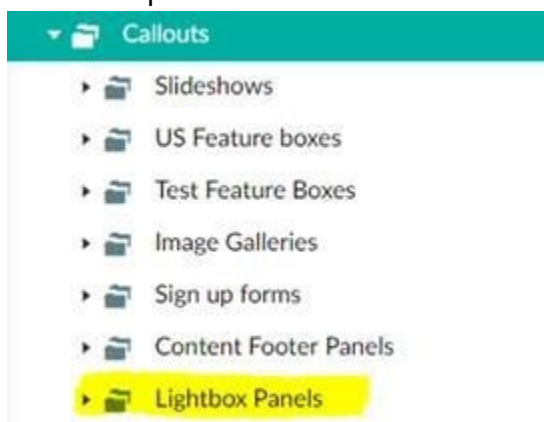 Callouts
Slideshows
US Feature boxes
Test Feature Boxes
Image Galleries
Sign up forms
Content Footer Panels
Lightbox Panels